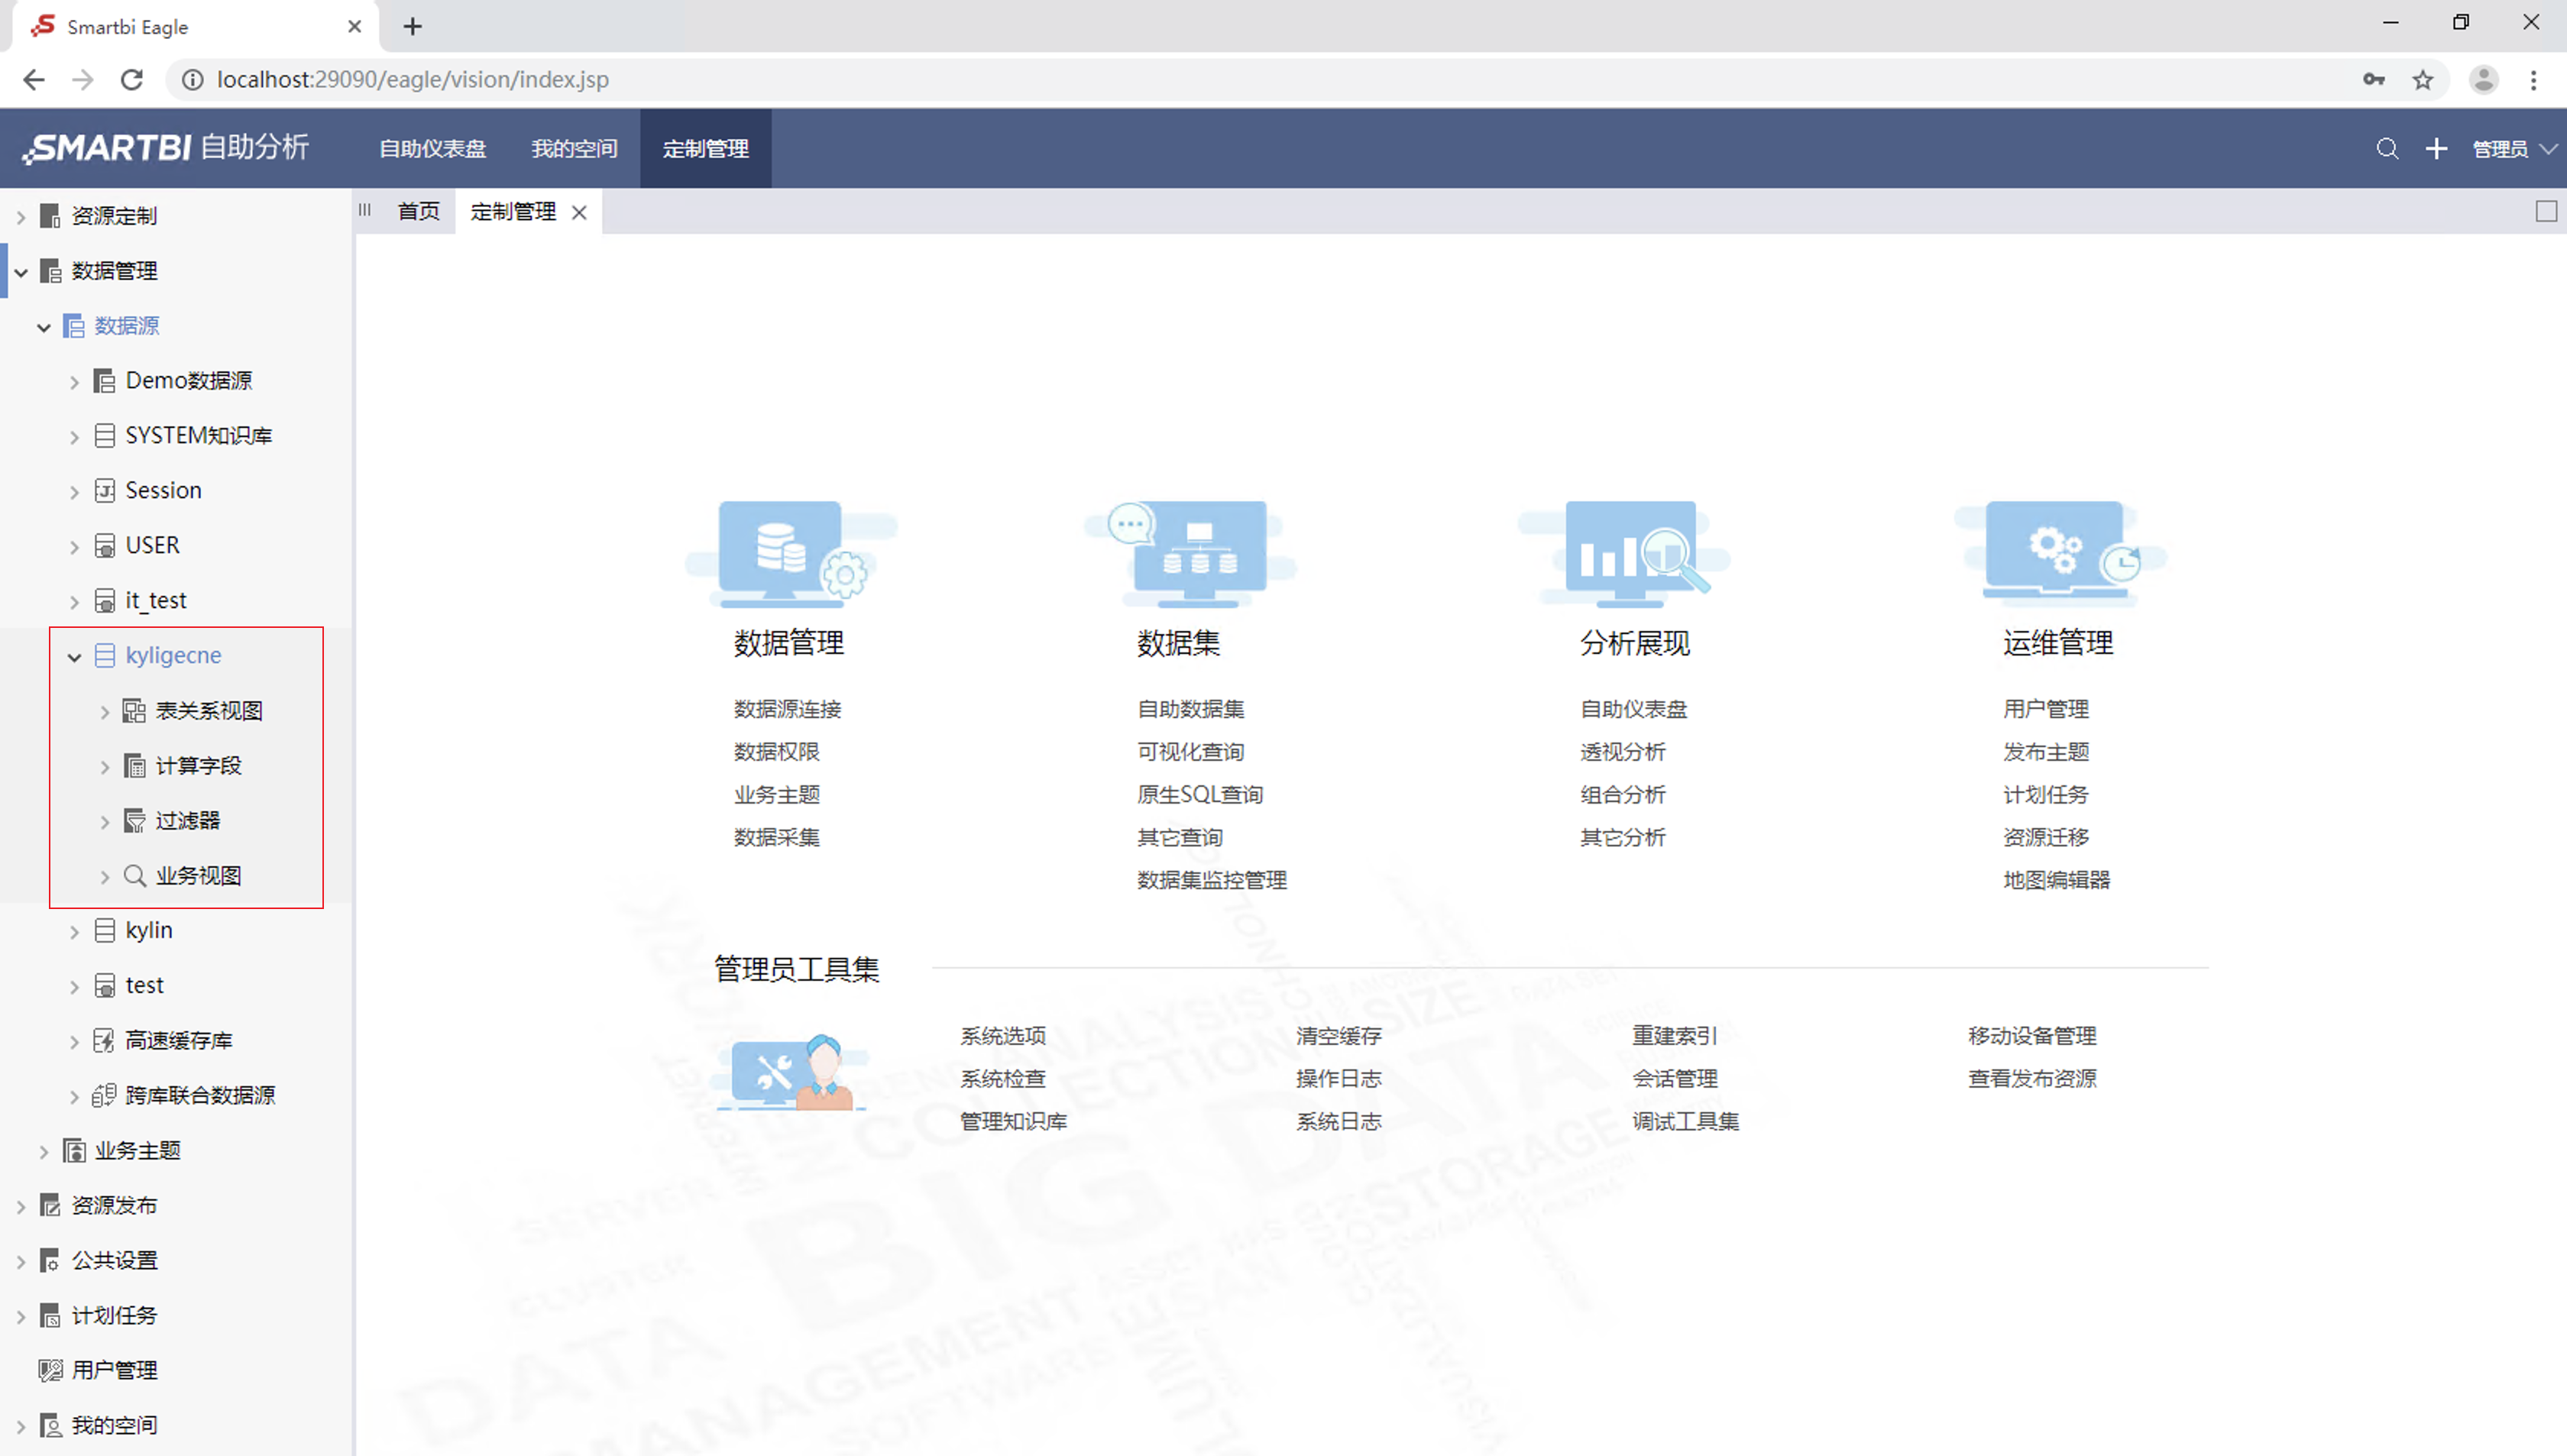 Smartbi Eagle
localhost:29090/eagle/vision/index.jsp
SMARTBI 自助分析
自助仪表盘
我的空间
定制管理
管理员
首页
定制管理
资源定制
数据管理
数据源
Demo数据源
SYSTEM知识库
Session
USER
it_test
kyligecne
表关系视图
计算字段
过滤器
业务视图
kylin
test
高速缓存库
跨库联合数据源
业务主题
资源发布
公共设置
计划任务
用户管理
我的空间
数据管理
数据源连接
数据权限
业务主题
数据采集
数据集
自助数据集
可视化查询
原生SQL查询
其它查询
数据集监控管理
分析展现
自助仪表盘
透视分析
组合分析
其它分析
运维管理
用户管理
发布主题
计划任务
资源迁移
地图编辑器
管理员工具集
系统选项
系统检查
管理知识库
清空缓存
操作日志
系统日志
重建索引
会话管理
调试工具集
移动设备管理
查看发布资源
ANALYSIS
SIZE
COLLECTION
BIG DATA
STORAGE
SERVER
CLUSTER
DATA
MANAGEMENT
SOFTWARE